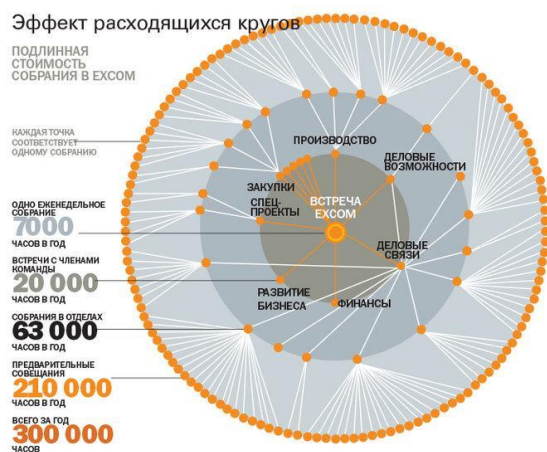 Эффект расходящихся кругов
ПОДЛИННАЯ
СТОИМОСТЬ
СОБРАНИЯ В EXCOM
КАЖДАЯ ТОЧКА
СООТВЕТСТВУЕТ
ОДНОМУ СОБРАНИЮ
ПРОИЗВОДСТВО
ДЕЛОВЫЕ
ВОЗМОЖНОСТИ
ЗАКУПКИ
СПЕЦ-
ПРОЕКТЫ
ВСТРЕЧА
EXCOM
ДЕЛОВЫЕ
СВЯЗИ
РАЗВИТИЕ
БИЗНЕСА
ФИНАНСЫ
ОДНО ЕЖЕНЕДЕЛЬНОЕ
СОБРАНИЕ
7000
ЧАСОВ В ГОД
ВСТРЕЧИ С ЧЛЕНАМИ
КОМАНДЫ
20 000
ЧАСОВ В ГОД
СОБРАНИЯ В ОТДЕЛАХ
63 000
ЧАСОВ В ГОД
ПРЕДВАРИТЕЛЬНЫЕ
СОВЕЩАНИЯ
210 000
ЧАСОВ В ГОД
ВСЕГО ЗА ГОД
300 000
ЧАСОВ